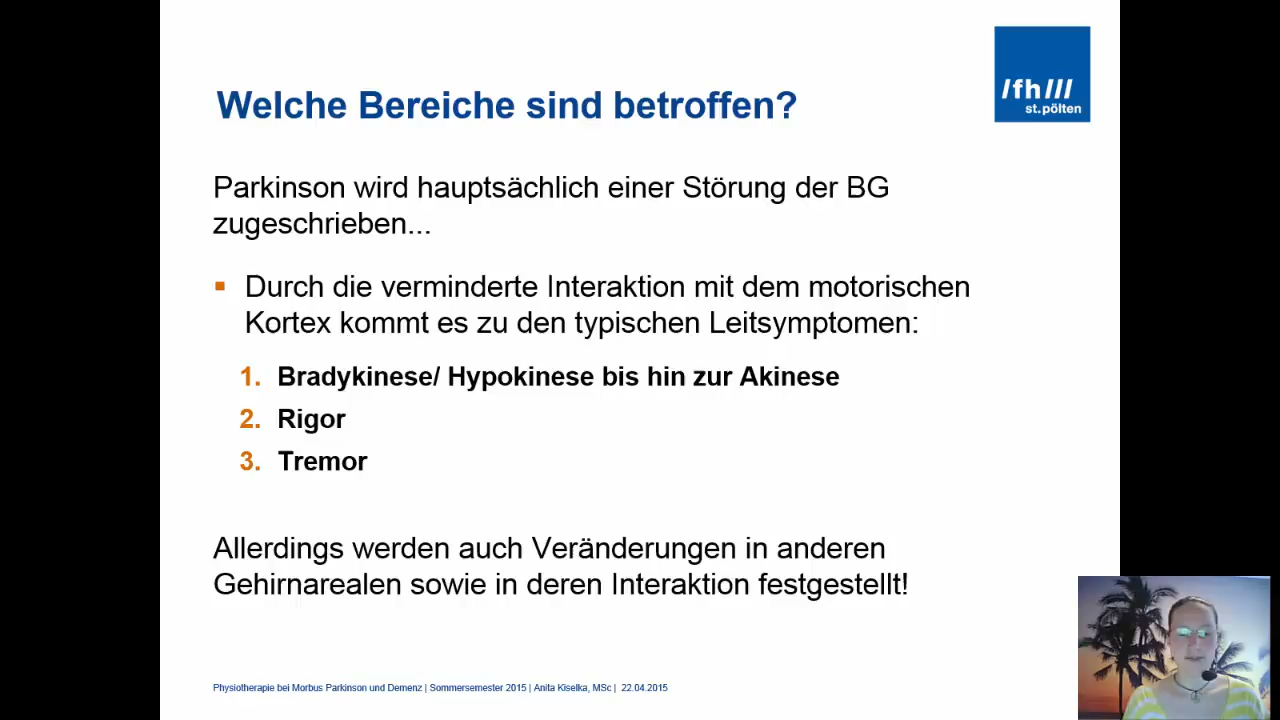 /fh///
st.pölten
Welche Bereiche sind betroffen?
Parkinson wird hauptsächlich einer Störung der BG
zugeschrieben...
Durch die verminderte Interaktion mit dem motorischen
Kortex kommt es zu den typischen Leitsymptomen:
1. Bradykinese/ Hypokinese bis hin zur Akinese
2. Rigor
3. Tremor
Allerdings werden auch Veränderungen in anderen
Gehirnarealen sowie in deren Interaktion festgestellt!
Physiotherapie bei Morbus Parkinson und Demenz | Sommersemester 2015 | Anita Kiselka, MSc | 22.04.2015